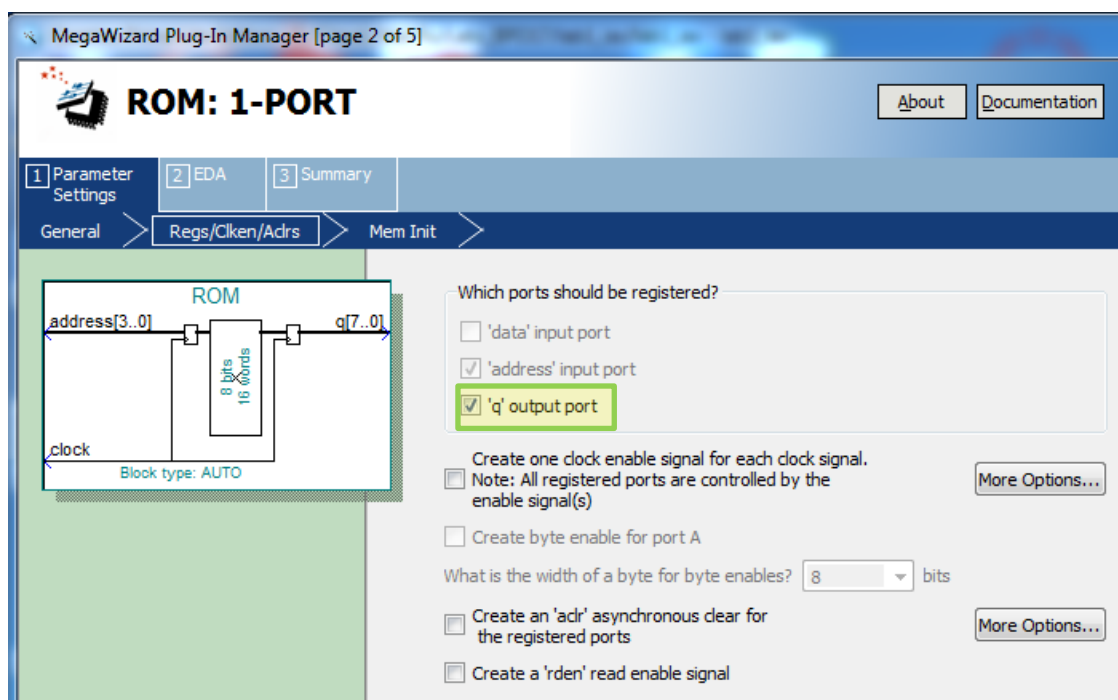 MegaWizard Plug-In Manager [page 2 of 5]
ROM: 1-PORT
About
Documentation
1 Parameter Settings
2 EDA
3 Summary
General
Regs/Clken/Aclrs
Mem Init
ROM
address[3..0]
q[7..0]
8 bits
16 words
clock
Block type: AUTO
Which ports should be registered?
'data' input port
'address' input port
'q' output port
Create one clock enable signal for each clock signal.
Note: All registered ports are controlled by the
enable signal(s)
More Options...
Create byte enable for port A
What is the width of a byte for byte enables? 8 bits
Create an 'aclr' asynchronous clear for
the registered ports
More Options...
Create a 'rden' read enable signal